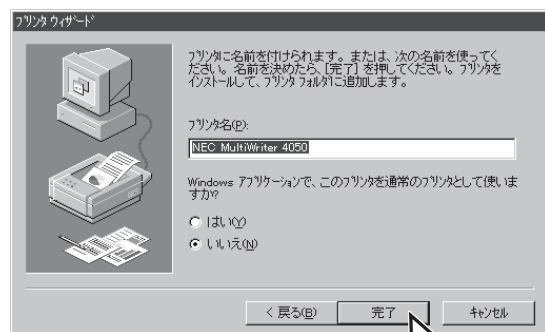 プリンタ ウィザード
プリンタに名前を付けられます。または、次の名前を使ってく
ださい。名前を決めたら、[完了] を押してください。プリンタを
インストールして、プリンタ フォルダに追加します。
プリンタ名(P):
NEC MultiWriter 4050
Windows アプリケーションで、このプリンタを通常のプリンタとして使いま
すか?
はい(Y)
いいえ(N)
< 戻る(B)
完了
キャンセル